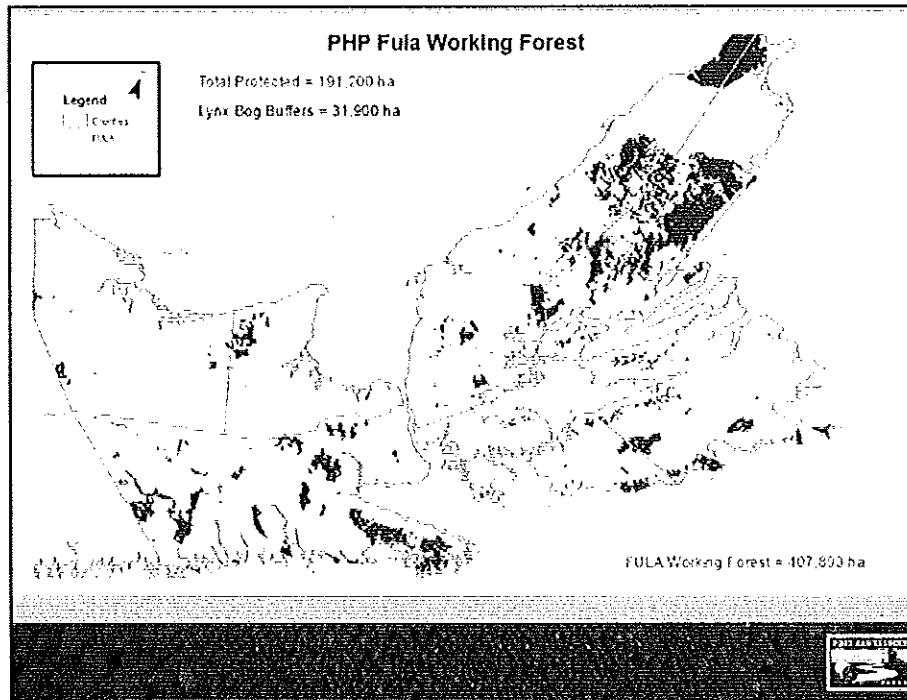 PHP Fula Working Forest
Total Protected = 191,200 ha
Lynx Bog Buffers = 31,900 ha
Legend
FULA Working Forest = 407,800 ha